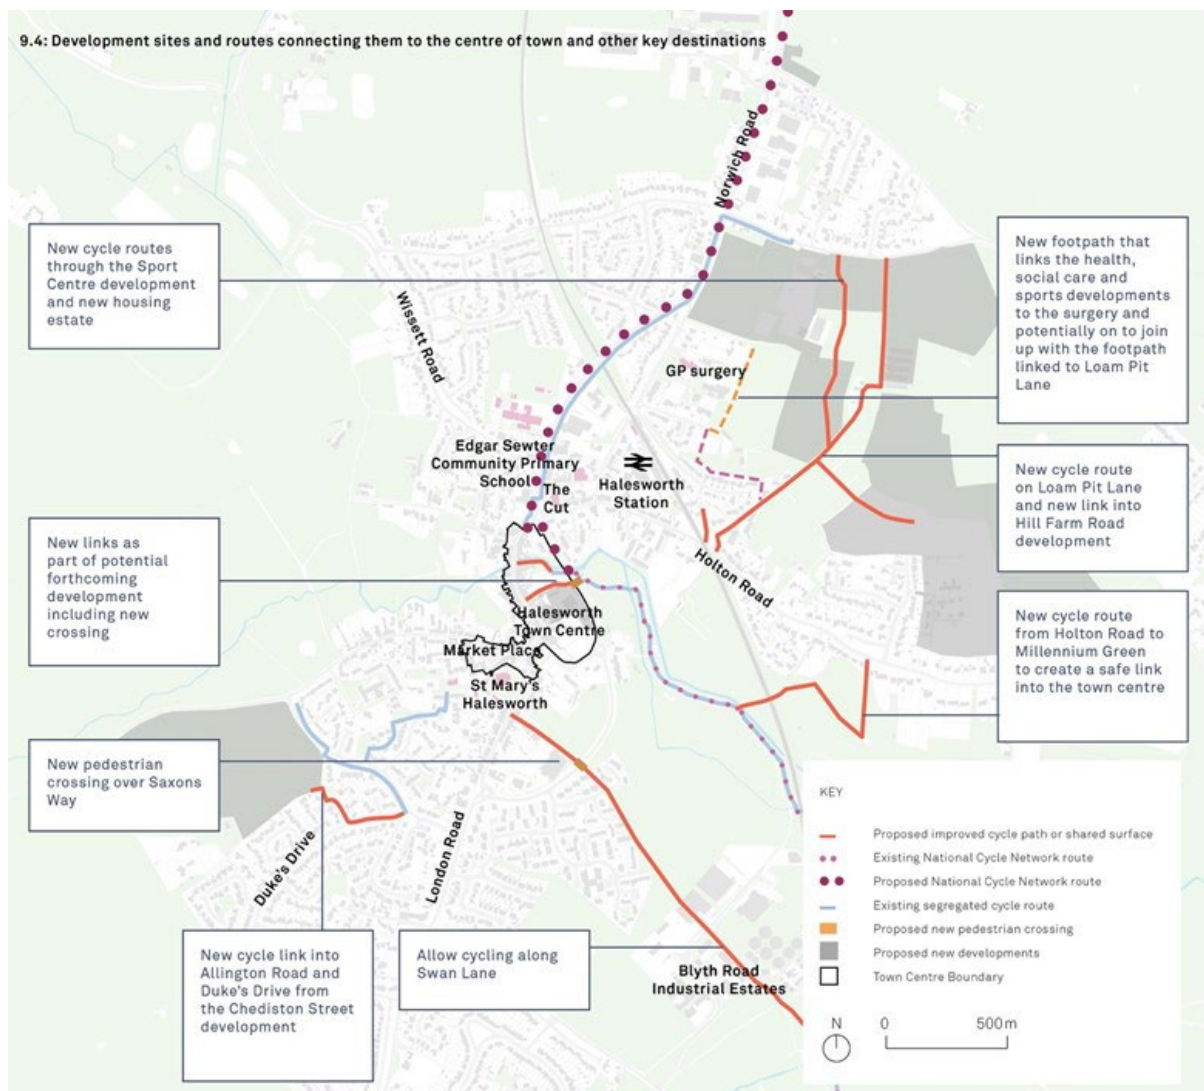 9.4: Development sites and routes connecting them to the centre of town and other key destinations
Norwich Road
New cycle routes
through the Sport
Centre development
and new housing
estate
New footpath that
links the health,
social care and
sports developments
to the surgery and
potentially on to join
up with the footpath
linked to Loam Pit
Lane
Wissett Road
GP surgery
Edgar Sewter
Community Primary
School
The
Cut
Halesworth
Station
New cycle route
on Loam Pit Lane
and new link into
Hill Farm Road
development
New links as
part of potential
forthcoming
development
including new
crossing
Holton Road
Halesworth
Town Centre
Market Place
St Mary's
Halesworth
New cycle route
from Holton Road to
Millennium Green
to create a safe link
into the town centre
New pedestrian
crossing over Saxons
Way
Duke's Drive
London Road
New cycle link into
Allington Road and
Duke's Drive from
the Chediston Street
development
Allow cycling along
Swan Lane
Blyth Road
Industrial Estates
KEY
Proposed improved cycle path or shared surface
Existing National Cycle Network route
Proposed National Cycle Network route
Existing segregated cycle route
Proposed new pedestrian crossing
Proposed new developments
Town Centre Boundary
N
0 500m